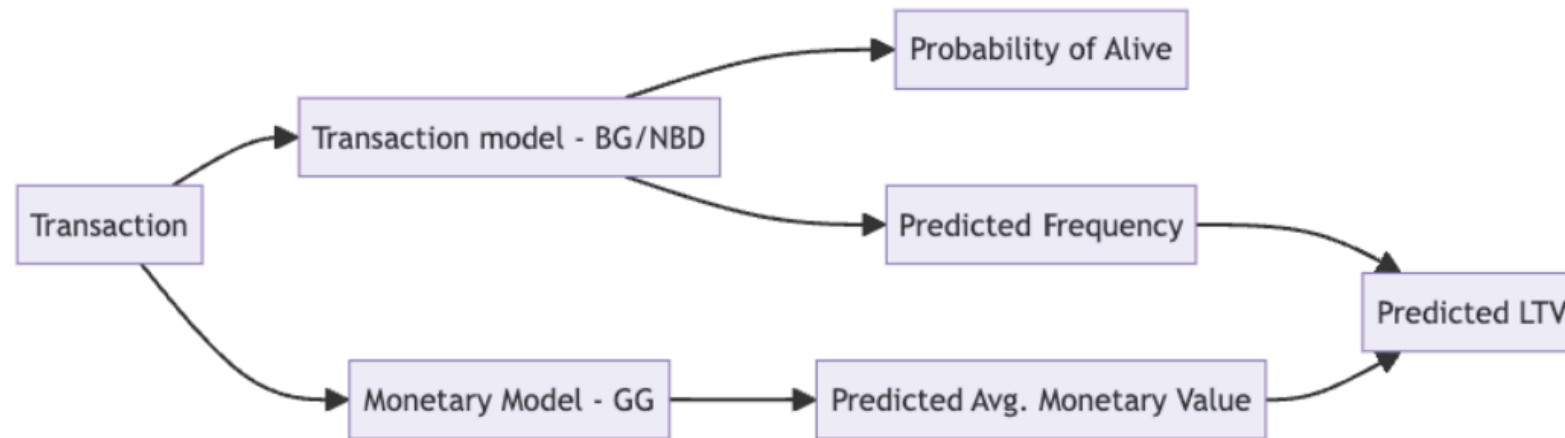 Probability of Alive
Transaction model - BG/NBD
Transaction
Predicted Frequency
Predicted LTV
Monetary Model - GG
Predicted Avg. Monetary Value